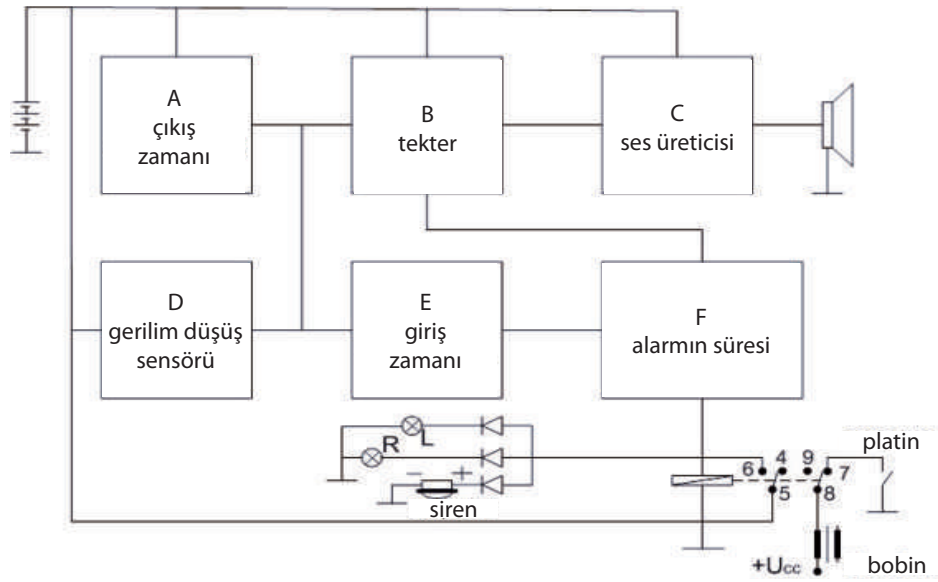 A
çıkış
zamanı
B
tekter
C
ses üreticisi
D
gerilim düşüş
sensörü
E
giriş
zamanı
F
alarmın süresi
L
R
- +
siren
platin
6 4 9 7
5 8
+Ucc
bobin